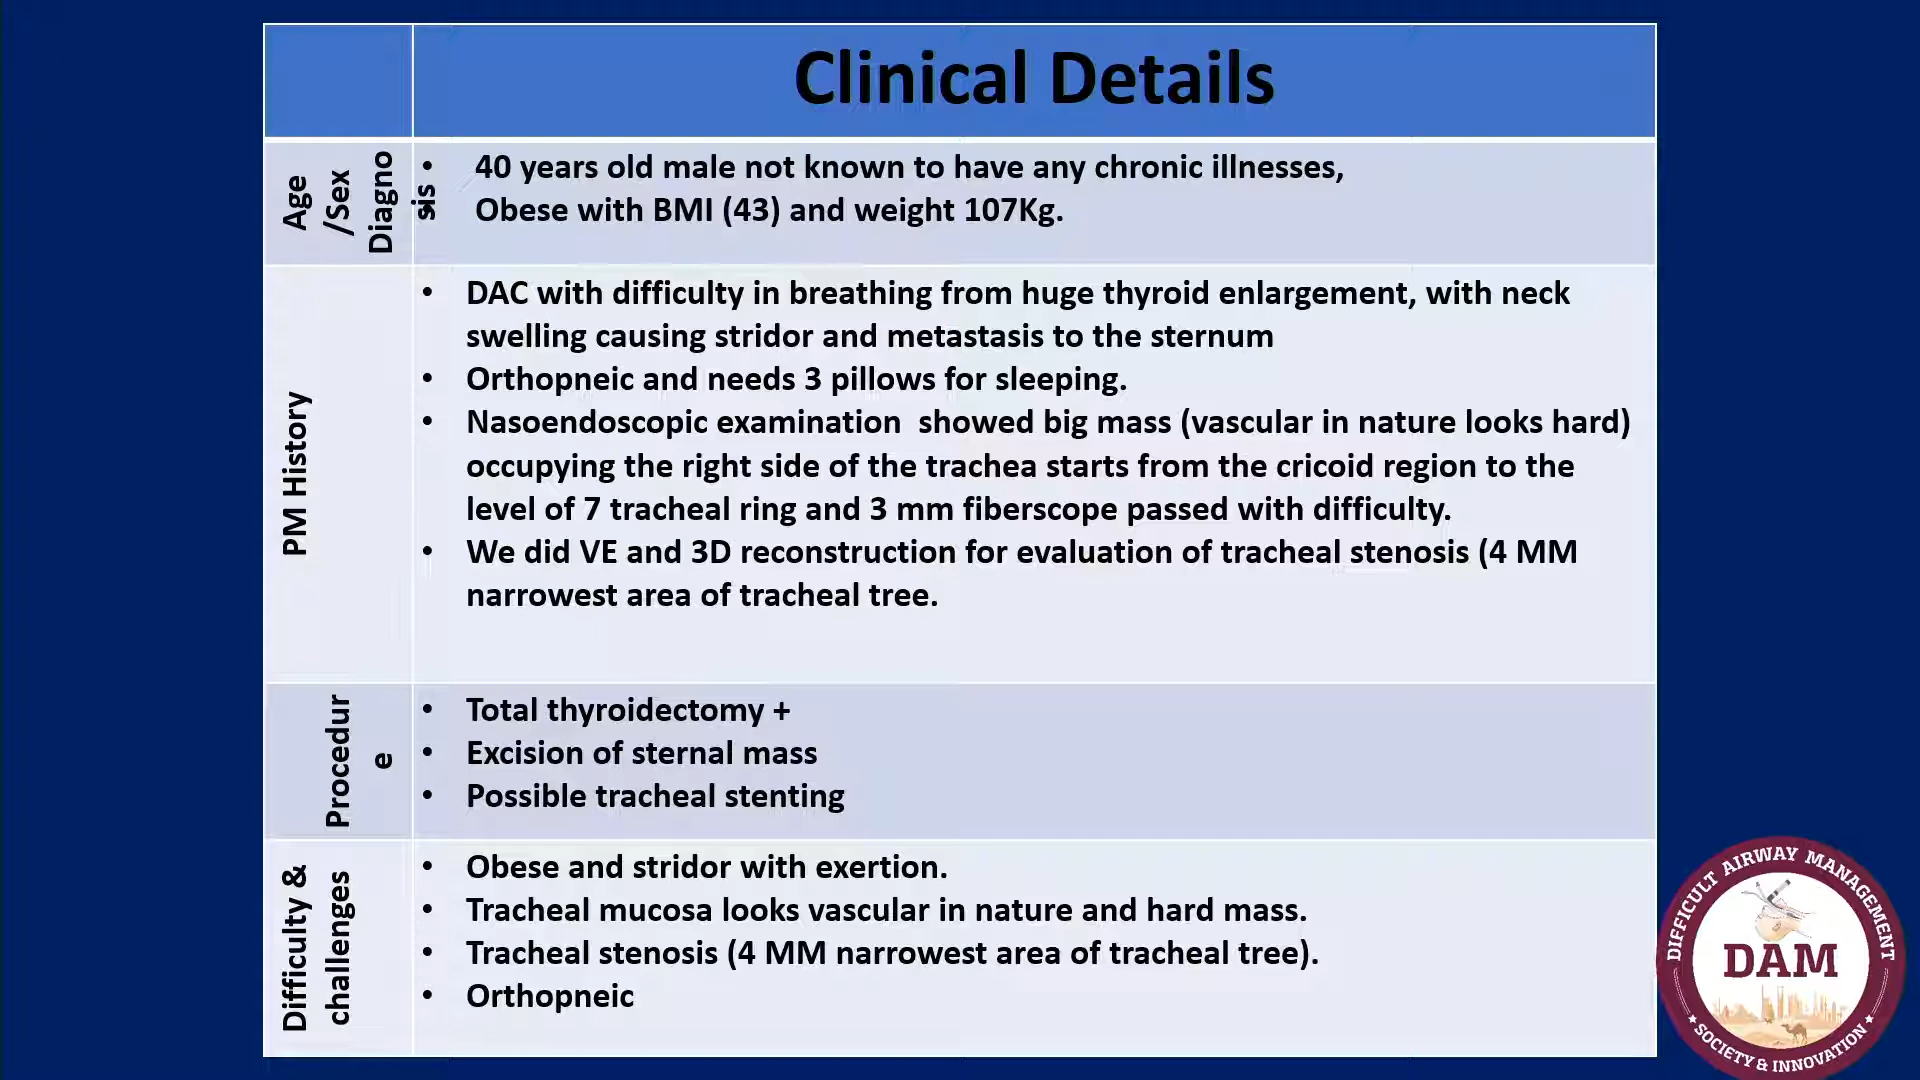 Clinical Details
Age
/Sex
Diagno
sis
• 40 years old male not known to have any chronic illnesses,
• Obese with BMI (43) and weight 107Kg.
PM History
• DAC with difficulty in breathing from huge thyroid enlargement, with neck
swelling causing stridor and metastasis to the sternum
• Orthopneic and needs 3 pillows for sleeping.
• Nasoendoscopic examination showed big mass (vascular in nature looks hard)
occupying the right side of the trachea starts from the cricoid region to the
level of 7 tracheal ring and 3 mm fiberscope passed with difficulty.
• We did VE and 3D reconstruction for evaluation of tracheal stenosis (4 MM
narrowest area of tracheal tree.
Procedur
e
• Total thyroidectomy +
• Excision of sternal mass
• Possible tracheal stenting
Difficulty &
challenges
• Obese and stridor with exertion.
• Tracheal mucosa looks vascular in nature and hard mass.
• Tracheal stenosis (4 MM narrowest area of tracheal tree).
• Orthopneic
DIFFICULT AIRWAY MANAGEMENT
DAM
SOCIETY & INNOVATION